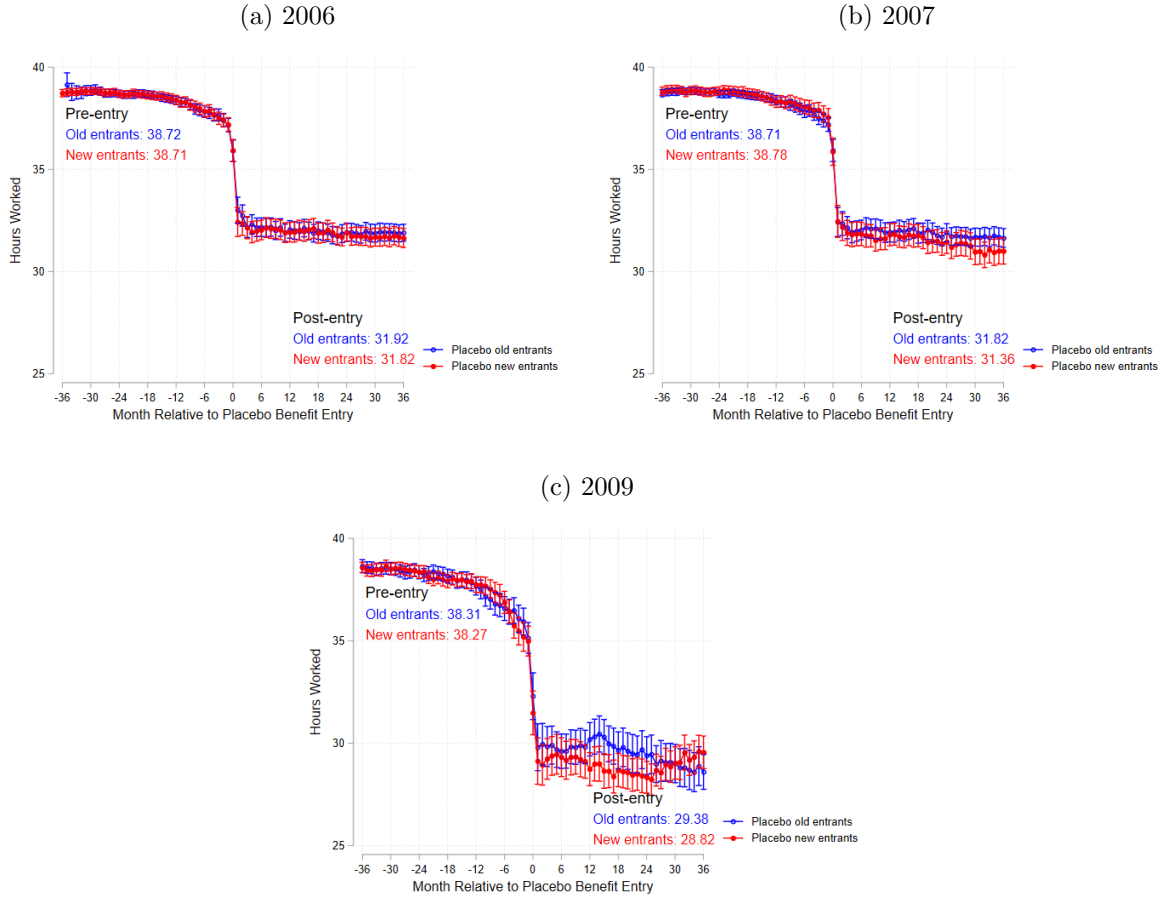 (a) 2006
40
35
30
25
Hours Worked
Pre-entry
Old entrants: 38.72
New entrants: 38.71
Post-entry
Old entrants: 31.92
New entrants: 31.82
Placebo old entrants
Placebo new entrants
-36 -30 -24 -18 -12 -6 0 6 12 18 24 30 36
Month Relative to Placebo Benefit Entry
(b) 2007
40
35
30
25
Hours Worked
Pre-entry
Old entrants: 38.71
New entrants: 38.78
Post-entry
Old entrants: 31.82
New entrants: 31.36
Placebo old entrants
Placebo new entrants
-36 -30 -24 -18 -12 -6 0 6 12 18 24 30 36
Month Relative to Placebo Benefit Entry
(c) 2009
40
35
30
25
Hours Worked
Pre-entry
Old entrants: 38.31
New entrants: 38.27
Post-entry
Old entrants: 29.38
New entrants: 28.82
Placebo old entrants
Placebo new entrants
-36 -30 -24 -18 -12 -6 0 6 12 18 24 30 36
Month Relative to Placebo Benefit Entry